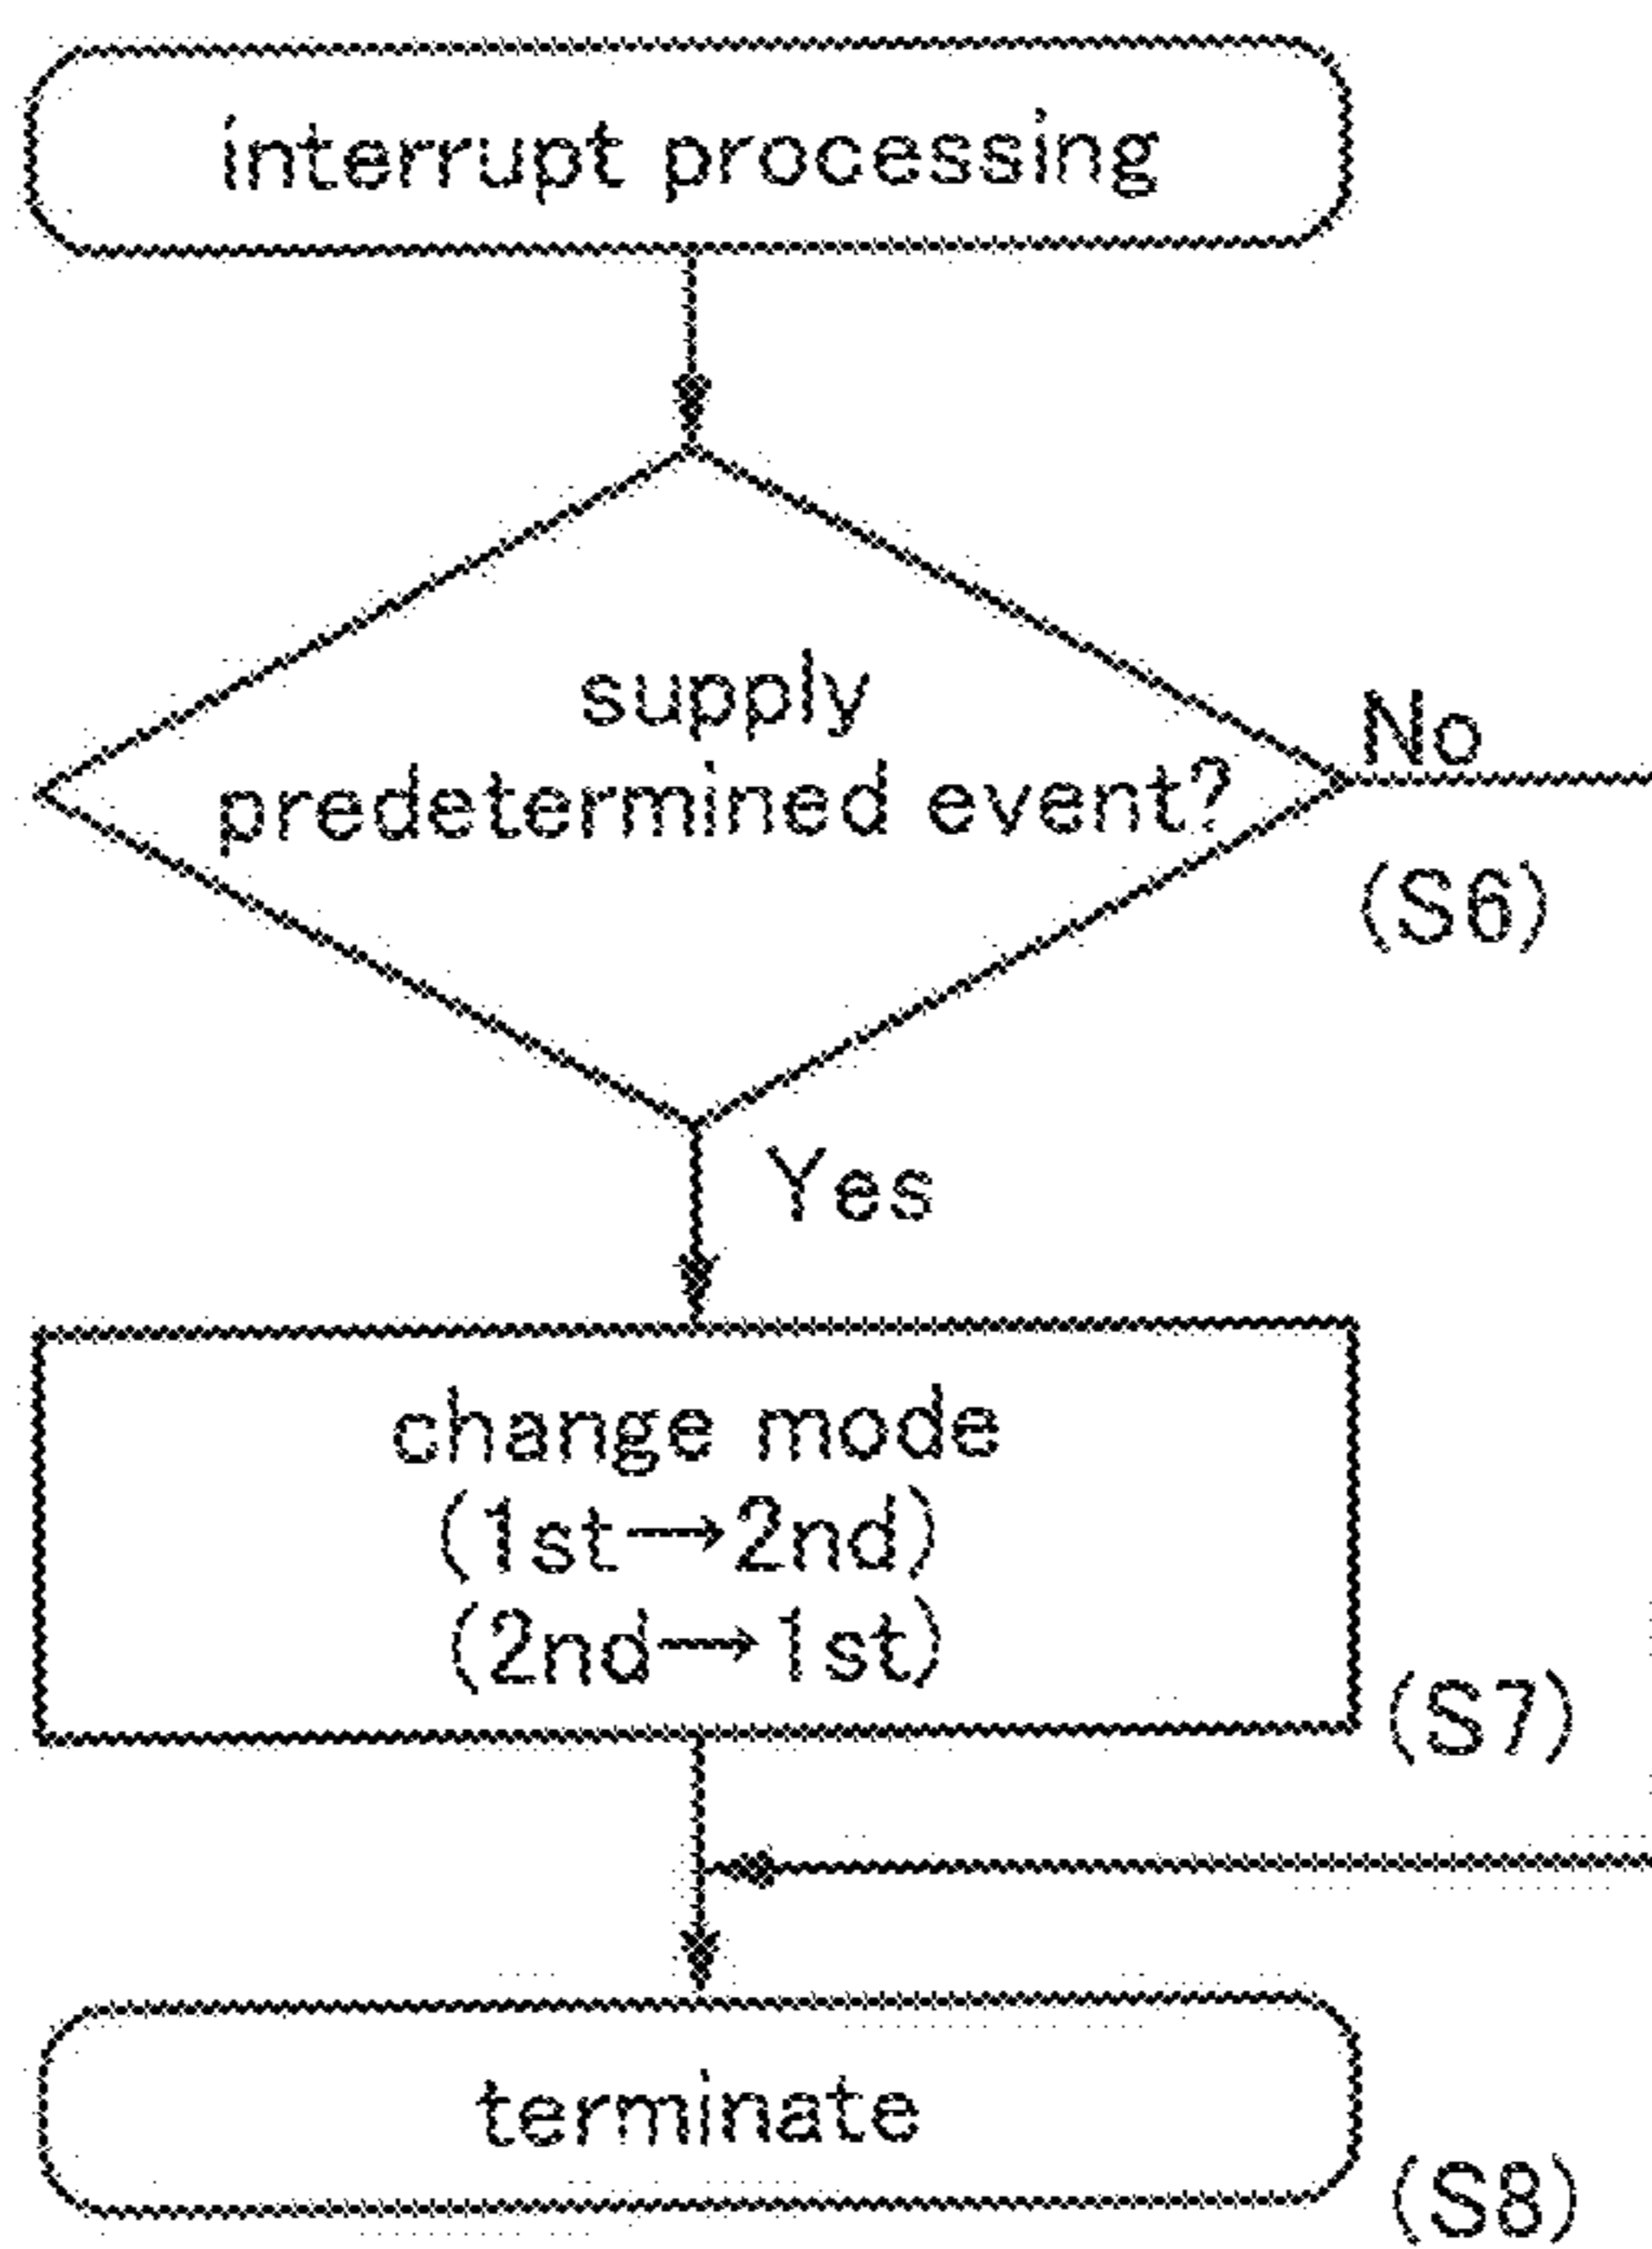 interrupt processing
supply
predetermined event?
No
(S6)
Yes
change mode
(1st→2nd)
(2nd→1st)
(S7)
terminate
(S8)